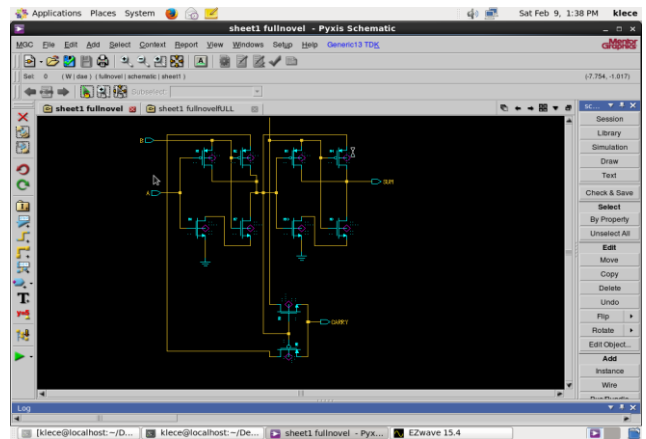 Applications Places System Sat Feb 9, 1:38 PM klece
sheet1 fullnovel - Pyxis Schematic
MGC File Edit Add Select Context Report View Windows Setup Help Generic13 TDK Mentor Graphics
Sel: 0 ( W | dae ) ( fullnovel | schematic | sheet1 ) (-7.754, -1.017)
Subselect:
sheet1 fullnovel sheet1 fullnovelfULL
sc...
Session
Library
Simulation
Draw
Text
Check & Save
Select
By Property
Unselect All
Edit
Move
Copy
Delete
Undo
Flip
Rotate
Edit Object...
Add
Instance
Wire
B
A
SUM
CARRY
Log
[klece@localhost:~/D... klece@localhost:~/De... sheet1 fullnovel - Pyx... EZwave 15.4